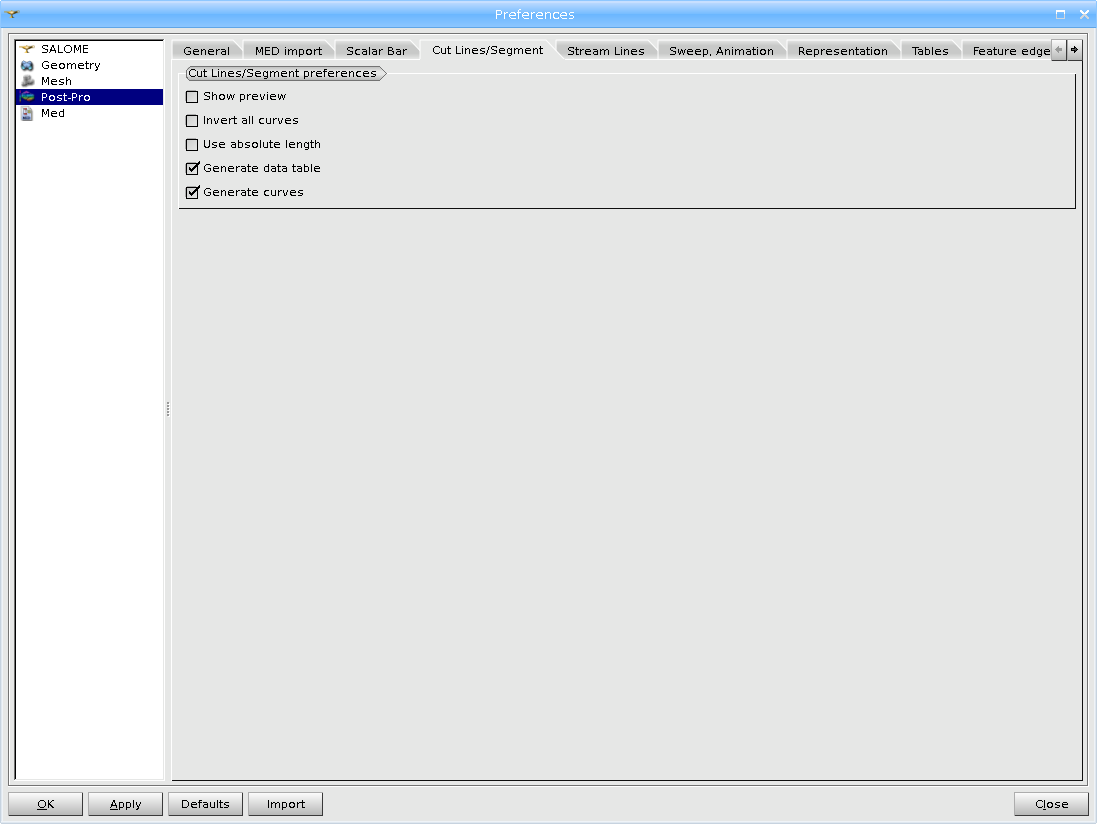 Preferences
SALOME
Geometry
Mesh
Post-Pro
Med
General MED import Scalar Bar Cut Lines/Segment Stream Lines Sweep, Animation Representation Tables Feature edge
Cut Lines/Segment preferences
Show preview
Invert all curves
Use absolute length
Generate data table
Generate curves
OK Apply Defaults Import Close